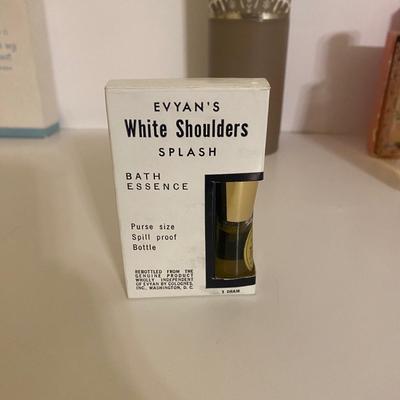 EVYAN'S
White Shoulders
SPLASH
BATH
ESSENCE
Purse size
Spill proof
Bottle
REBOTTLED FROM THE
GENUINE PRODUCT
WHOLLY INDEPENDENT
OF EVYAN BY COLOGNES,
INC., WASHINGTON, D. C.
1 DRAM